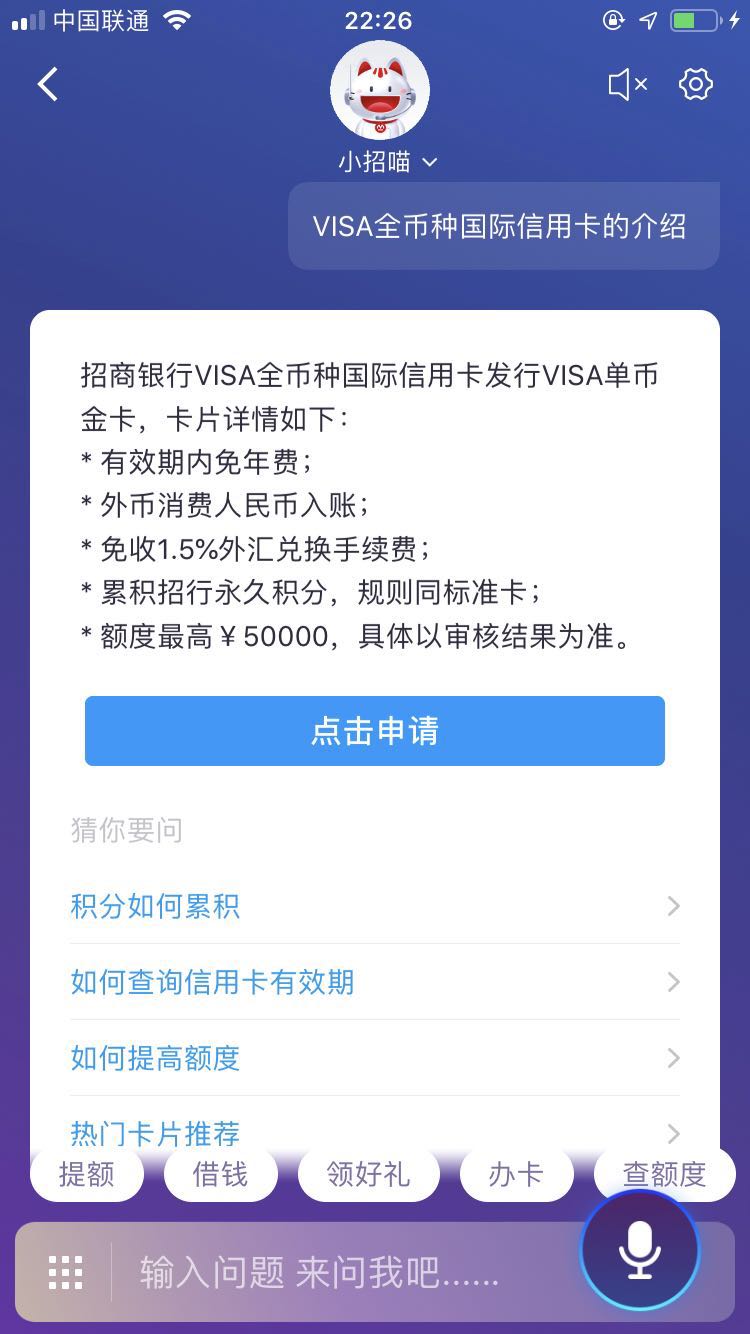 中国联通
22:26
小招喵
VISA全币种国际信用卡的介绍
招商银行VISA全币种国际信用卡发行VISA单币
金卡，卡片详情如下：
* 有效期内免年费；
* 外币消费人民币入账；
* 免收1.5%外汇兑换手续费；
* 累积招行永久积分，规则同标准卡；
* 额度最高￥50000，具体以审核结果为准。
点击申请
猜你要问
积分如何累积
如何查询信用卡有效期
如何提高额度
热门卡片推荐
提额 借钱 领好礼 办卡 查额度
输入问题 来问我吧......